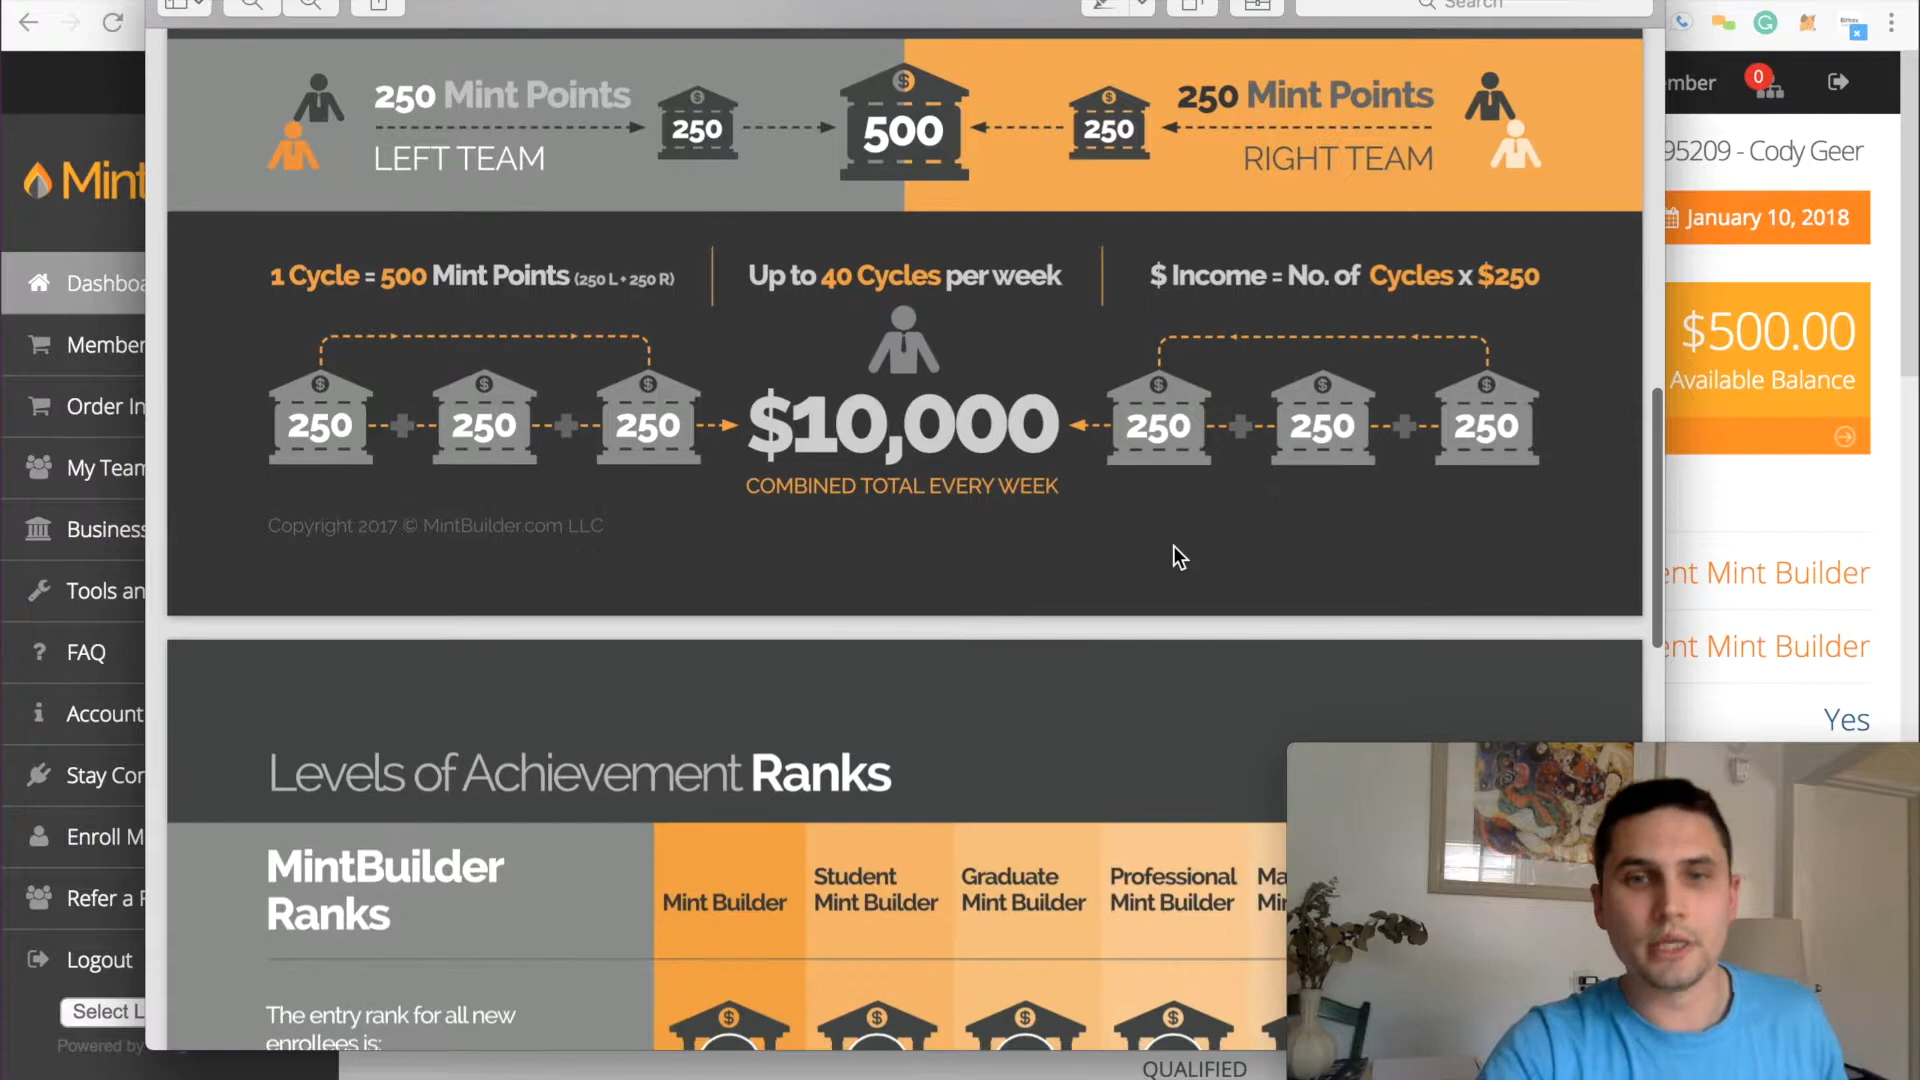 Search
250 Mint Points
LEFT TEAM
250
500
250
250 Mint Points
RIGHT TEAM
1 Cycle = 500 Mint Points (250 L + 250 R)
Up to 40 Cycles per week
$ Income = No. of Cycles x $250
250
250
250
$10,000
250
250
250
COMBINED TOTAL EVERY WEEK
Copyright 2017 © MintBuilder.com LLC
Levels of Achievement Ranks
MintBuilder
Ranks
Mint Builder
Student
Mint Builder
Graduate
Mint Builder
Professional
Mint Builder
The entry rank for all new
enrollees is:
QUALIFIED
Mint
Dashboa
Member
Order In
My Team
Business
Tools an
FAQ
Account
Stay Con
Enroll M
Refer a F
Logout
Select L
Powered by
mber
0
95209 - Cody Geer
January 10, 2018
$500.00
Available Balance
ent Mint Builder
ent Mint Builder
Yes